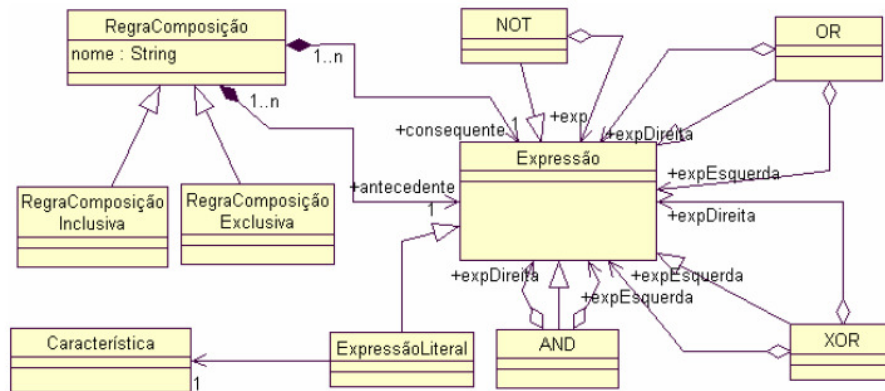 RegraComposição
nome : String
1..n
1..n
NOT
OR
+consequente
1
+exp
+expDireita
Expressão
+expEsquerda
+antecedente
1
+expDireita
RegraComposição
Inclusiva
RegraComposição
Exclusiva
+expDireita
+expEsquerda
+expEsquerda
Característica
1
ExpressãoLiteral
AND
XOR